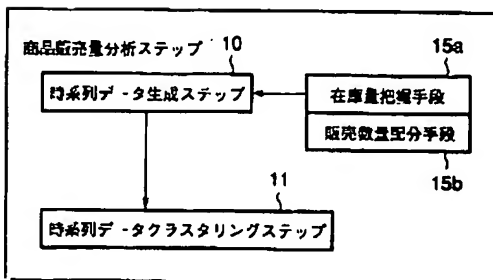 商品販売量分析ステップ
10
15a
時系列データ生成ステップ
在庫量把握手段
販売数量配分手段
15b
11
時系列データクラスタリングステップ